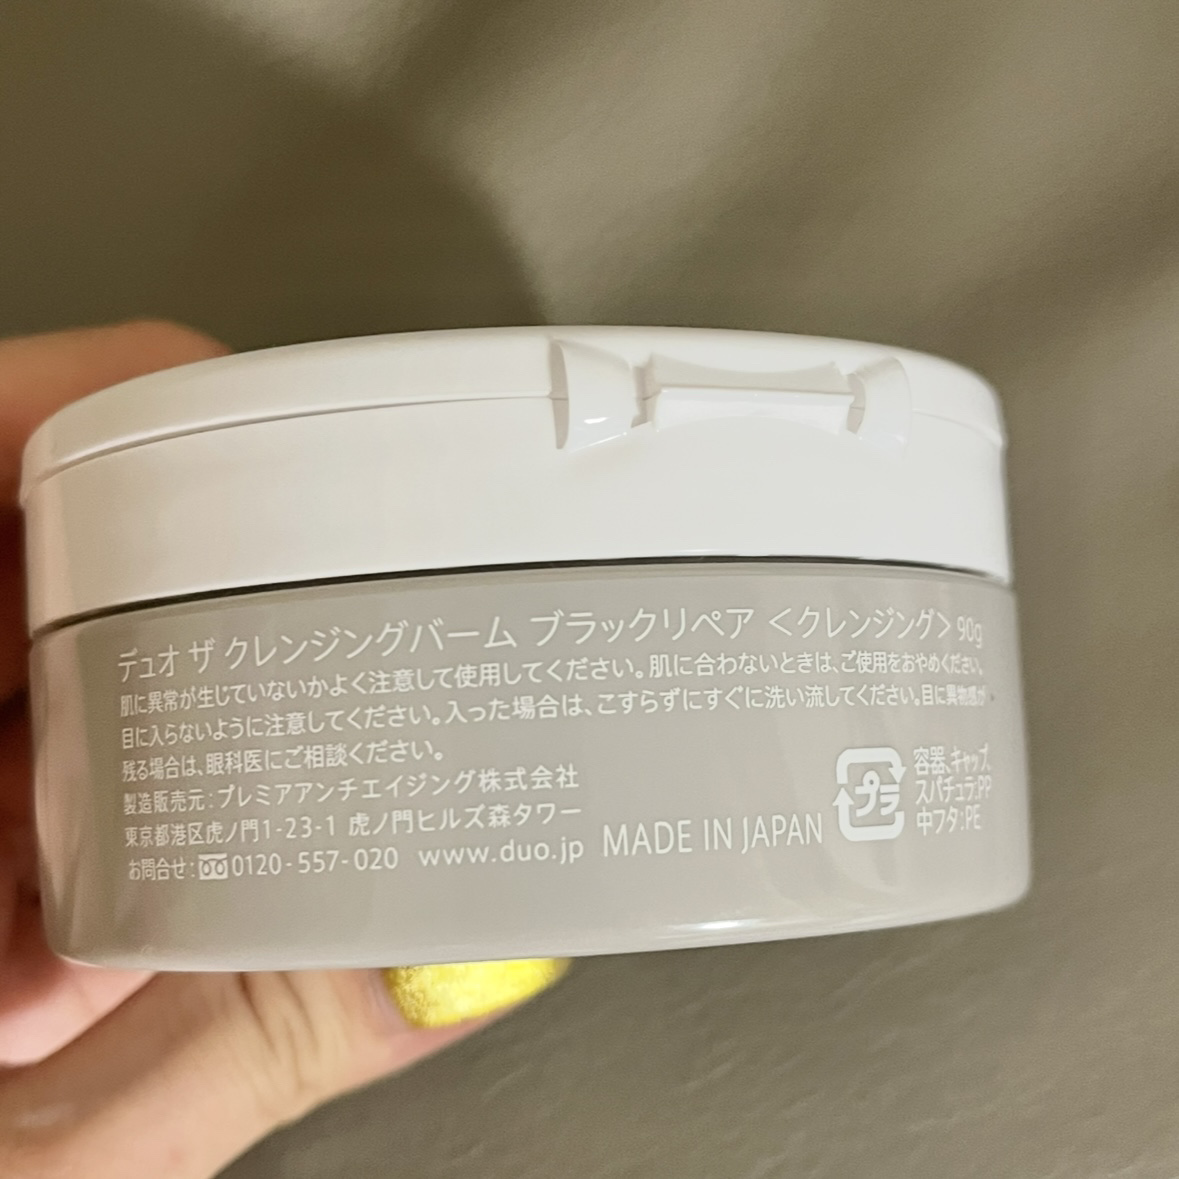 デュオ ザ クレンジングバーム ブラックリペア ＜クレンジング＞ 90g
肌に異常が生じていないかよく注意して使用してください。肌に合わないときは、ご使用をおやめください。
目に入らないように注意してください。入った場合は、こすらずにすぐに洗い流してください。目に異物感が
残る場合は、眼科医にご相談ください。
製造販売元：プレミアアンチエイジング株式会社
東京都港区虎ノ門1-23-1 虎ノ門ヒルズ森タワー
お問合せ：0120-557-020 www.duo.jp
MADE IN JAPAN
プラ
容器、キャップ、
スパチュラ：PP
中フタ：PE